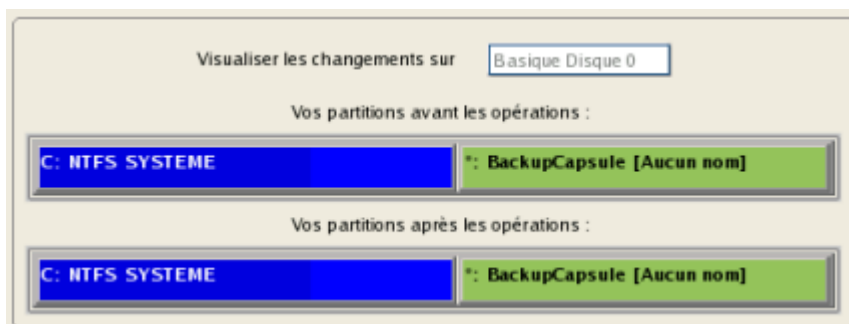 Visualiser les changements sur Basique Disque 0
Vos partitions avant les opérations :
C: NTFS SYSTEME *: BackupCapsule [Aucun nom]
Vos partitions après les opérations :
C: NTFS SYSTEME *: BackupCapsule [Aucun nom]